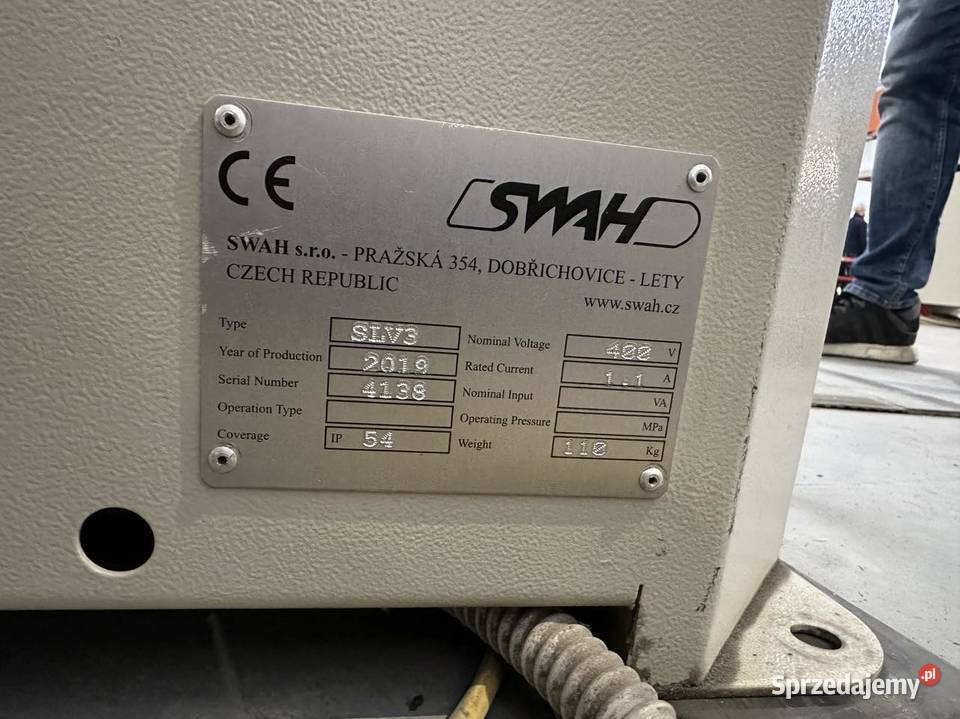 CE
SWAH
SWAH s.r.o. - PRAŽSKÁ 354, DOBŘICHOVICE - LETY
CZECH REPUBLIC
www.swah.cz
Type SLV3 Nominal Voltage 400 V
Year of Production 2019 Rated Current 1.1 A
Serial Number 4138 Nominal Input VA
Operation Type Operating Pressure MPa
Coverage IP 54 Weight 110 Kg
Sprzedajemy.pl